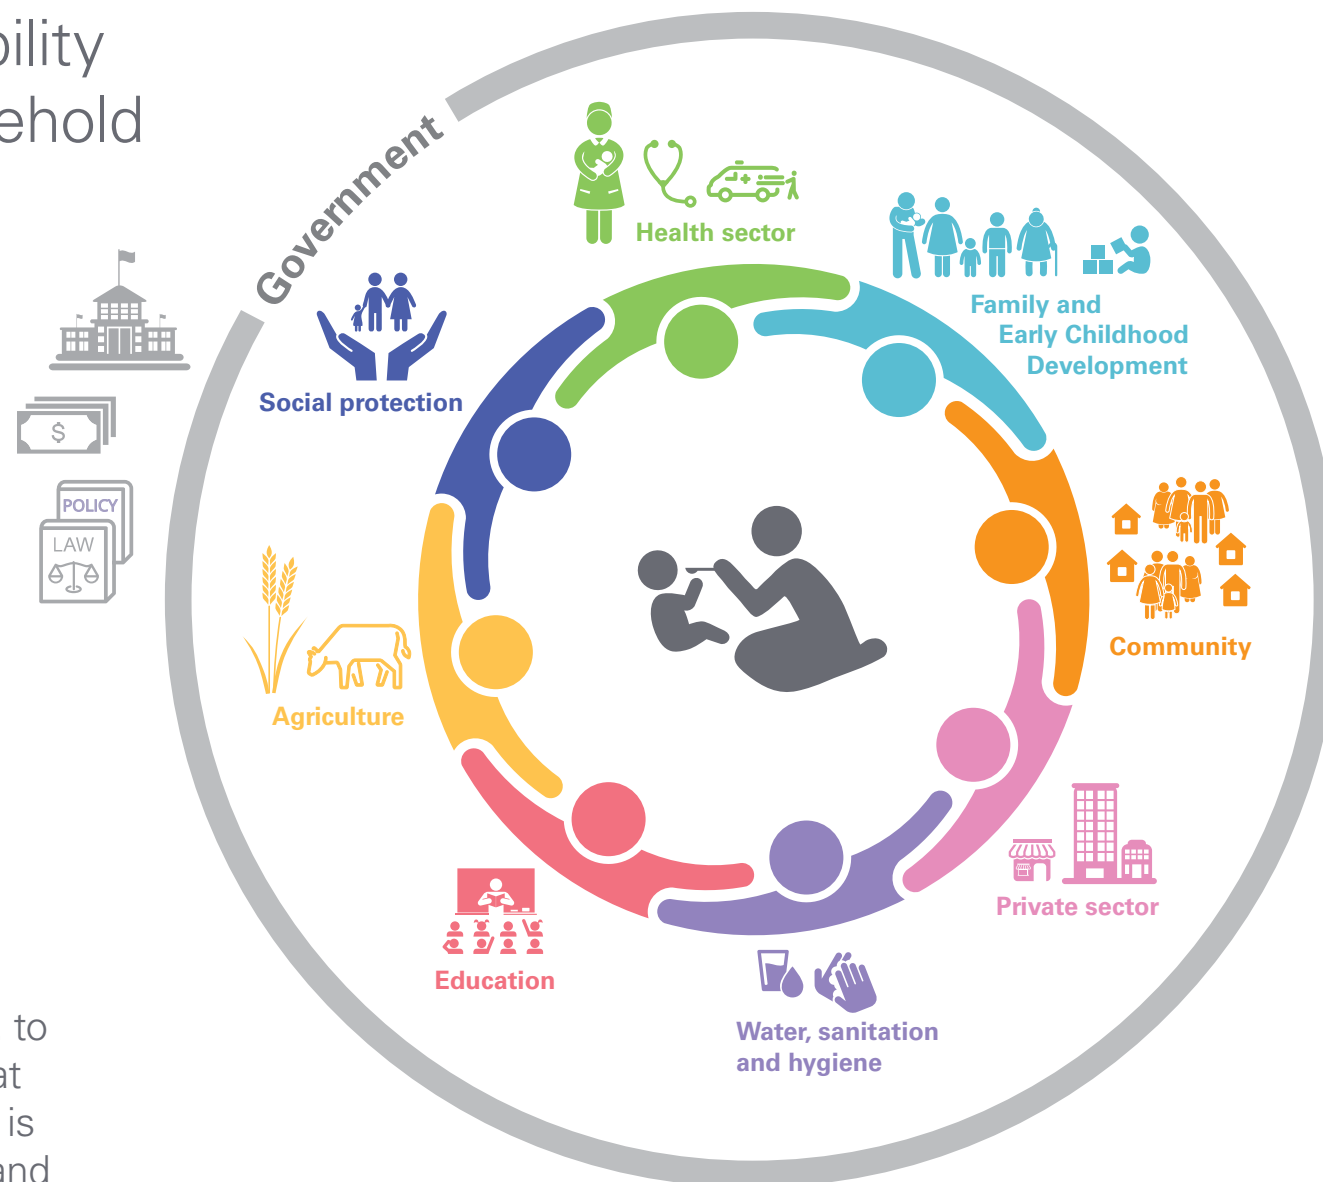 bility
ehold
Government
Health sector
Family and
Early Childhood
Development
Social protection
$
POLICY
LAW
Community
Agriculture
Private sector
Education
Water, sanitation
and hygiene
to
at
is
and